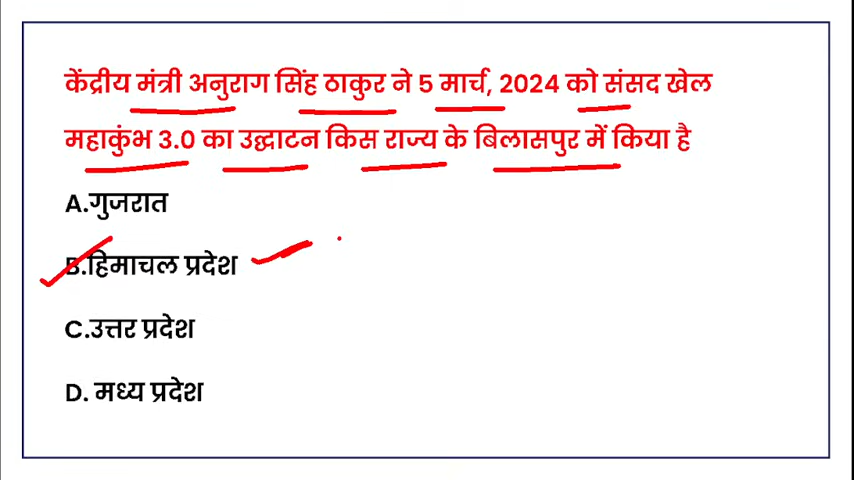 केंद्रीय मंत्री अनुराग सिंह ठाकुर ने 5 मार्च, 2024 को संसद खेल
महाकुंभ 3.0 का उद्घाटन किस राज्य के बिलासपुर में किया है
A.गुजरात
B.हिमाचल प्रदेश
C.उत्तर प्रदेश
D. मध्य प्रदेश